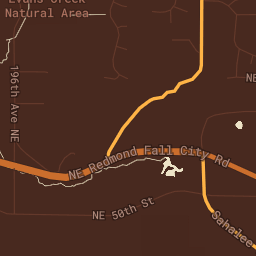 Evans Creek
Natural Area
196th Ave NE
NE
NE Redmond Fall City Rd
NE 50th St
Sahalee